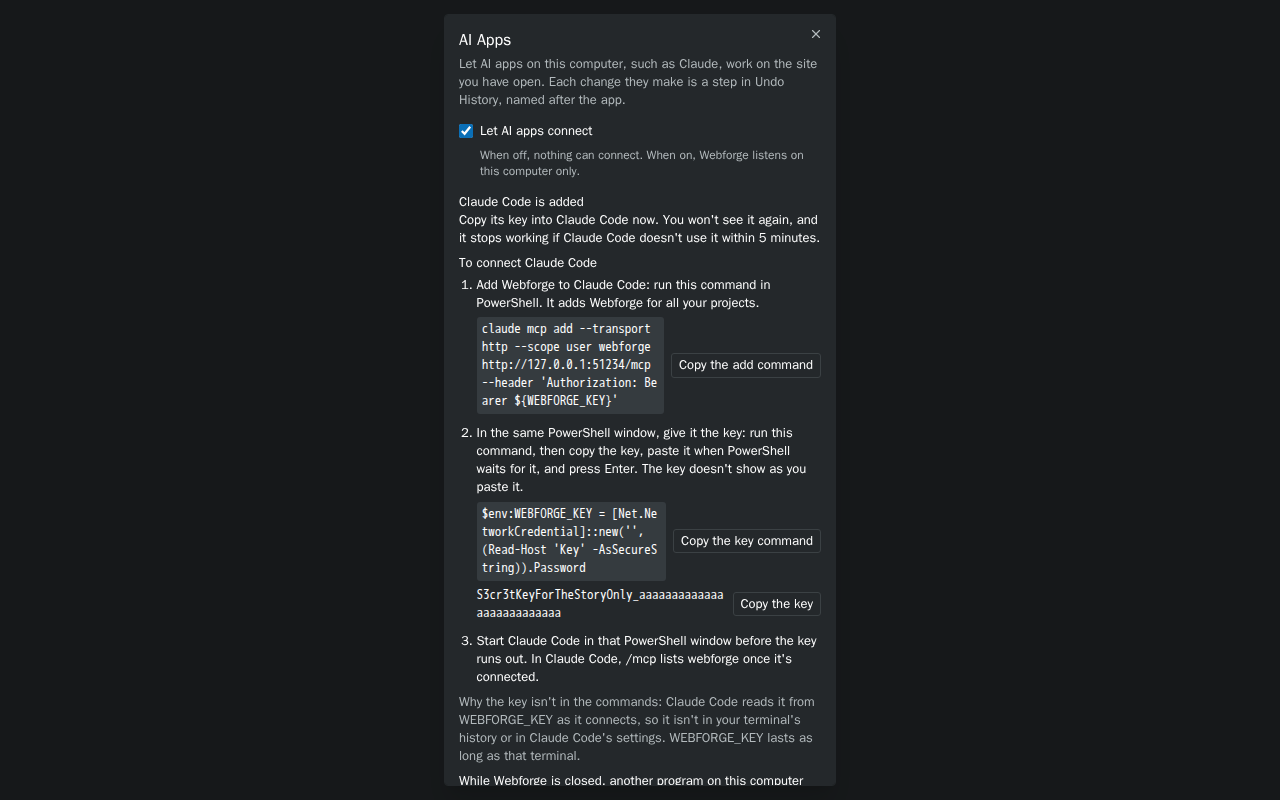 AI Apps
Let AI apps on this computer, such as Claude, work on the site
you have open. Each change they make is a step in Undo
History, named after the app.
Let AI apps connect
When off, nothing can connect. When on, Webforge listens on
this computer only.
Claude Code is added
Copy its key into Claude Code now. You won't see it again, and
it stops working if Claude Code doesn't use it within 5 minutes.
To connect Claude Code
1. Add Webforge to Claude Code: run this command in
PowerShell. It adds Webforge for all your projects.
claude mcp add --transport
http --scope user webforge
http://127.0.0.1:51234/mcp
--header 'Authorization: Be
arer ${WEBFORGE_KEY}'
Copy the add command
2. In the same PowerShell window, give it the key: run this
command, then copy the key, paste it when PowerShell
waits for it, and press Enter. The key doesn't show as you
paste it.
$env:WEBFORGE_KEY = [Net.Ne
tworkCredential]::new('',
(Read-Host 'Key' -AsSecureS
tring)).Password
Copy the key command
S3cr3tKeyForTheStoryOnly_aaaaaaaaaaaaa
aaaaaaaaaaaaa
Copy the key
3. Start Claude Code in that PowerShell window before the key
runs out. In Claude Code, /mcp lists webforge once it's
connected.
Why the key isn't in the commands: Claude Code reads it from
WEBFORGE_KEY as it connects, so it isn't in your terminal's
history or in Claude Code's settings. WEBFORGE_KEY lasts as
long as that terminal.
While Webforge is closed, another program on this computer